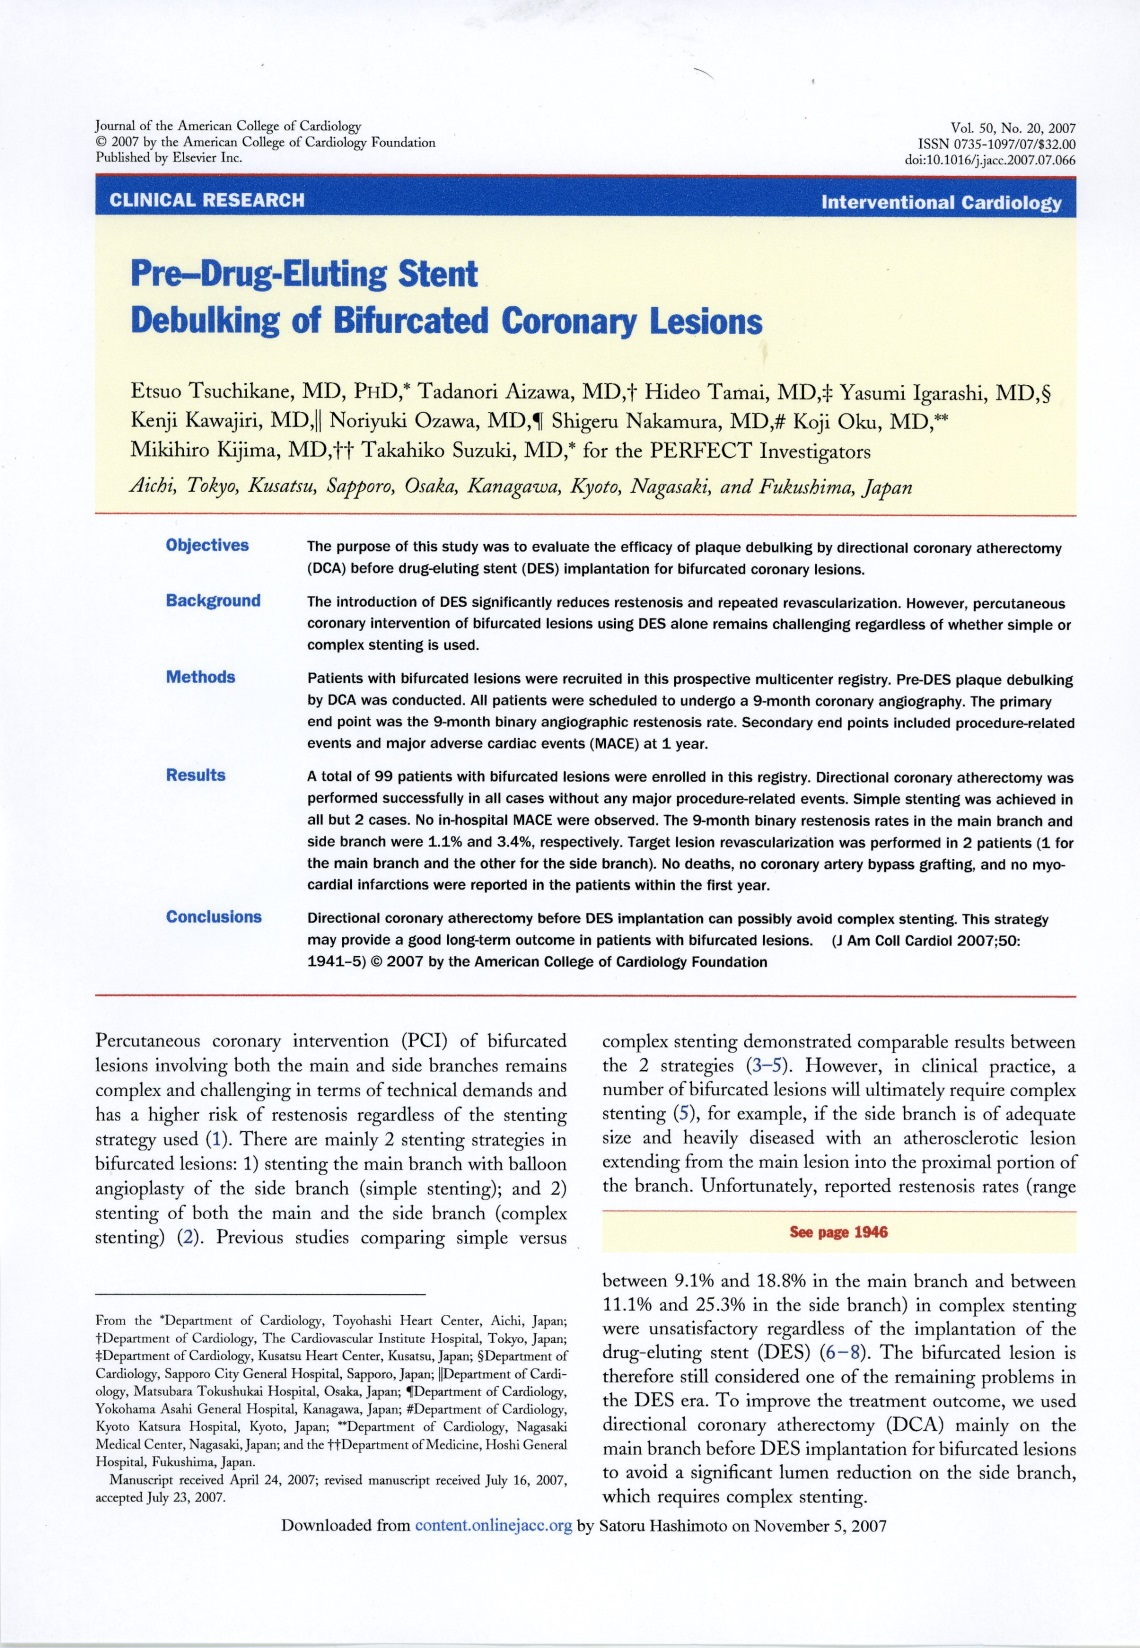 Journal of the American College of Cardiology
© 2007 by the American College of Cardiology Foundation
Published by Elsevier Inc.
Vol. 50, No. 20, 2007
ISSN 0735-1097/07/$32.00
doi:10.1016/j.jacc.2007.07.066
CLINICAL RESEARCH
Interventional Cardiology
Pre–Drug-Eluting Stent
Debulking of Bifurcated Coronary Lesions
Etsuo Tsuchikane, MD, PHD,* Tadanori Aizawa, MD,† Hideo Tamai, MD,‡ Yasumi Igarashi, MD,§
Kenji Kawajiri, MD,∥ Noriyuki Ozawa, MD,¶ Shigeru Nakamura, MD,# Koji Oku, MD,**
Mikihiro Kijima, MD,†† Takahiko Suzuki, MD,* for the PERFECT Investigators
Aichi, Tokyo, Kusatsu, Sapporo, Osaka, Kanagawa, Kyoto, Nagasaki, and Fukushima, Japan
Objectives
The purpose of this study was to evaluate the efficacy of plaque debulking by directional coronary atherectomy
(DCA) before drug-eluting stent (DES) implantation for bifurcated coronary lesions.
Background
The introduction of DES significantly reduces restenosis and repeated revascularization. However, percutaneous
coronary intervention of bifurcated lesions using DES alone remains challenging regardless of whether simple or
complex stenting is used.
Methods
Patients with bifurcated lesions were recruited in this prospective multicenter registry. Pre-DES plaque debulking
by DCA was conducted. All patients were scheduled to undergo a 9-month coronary angiography. The primary
end point was the 9-month binary angiographic restenosis rate. Secondary end points included procedure-related
events and major adverse cardiac events (MACE) at 1 year.
Results
A total of 99 patients with bifurcated lesions were enrolled in this registry. Directional coronary atherectomy was
performed successfully in all cases without any major procedure-related events. Simple stenting was achieved in
all but 2 cases. No in-hospital MACE were observed. The 9-month binary restenosis rates in the main branch and
side branch were 1.1% and 3.4%, respectively. Target lesion revascularization was performed in 2 patients (1 for
the main branch and the other for the side branch). No deaths, no coronary artery bypass grafting, and no myo-
cardial infarctions were reported in the patients within the first year.
Conclusions
Directional coronary atherectomy before DES implantation can possibly avoid complex stenting. This strategy
may provide a good long-term outcome in patients with bifurcated lesions. (J Am Coll Cardiol 2007;50:
1941–5) © 2007 by the American College of Cardiology Foundation
Percutaneous coronary intervention (PCI) of bifurcated
lesions involving both the main and side branches remains
complex and challenging in terms of technical demands and
has a higher risk of restenosis regardless of the stenting
strategy used (1). There are mainly 2 stenting strategies in
bifurcated lesions: 1) stenting the main branch with balloon
angioplasty of the side branch (simple stenting); and 2)
stenting of both the main and the side branch (complex
stenting) (2). Previous studies comparing simple versus
From the *Department of Cardiology, Toyohashi Heart Center, Aichi, Japan;
†Department of Cardiology, The Cardiovascular Institute Hospital, Tokyo, Japan;
‡Department of Cardiology, Kusatsu Heart Center, Kusatsu, Japan; §Department of
Cardiology, Sapporo City General Hospital, Sapporo, Japan; ∥Department of Cardi-
ology, Matsubara Tokushukai Hospital, Osaka, Japan; ¶Department of Cardiology,
Yokohama Asahi General Hospital, Kanagawa, Japan; #Department of Cardiology,
Kyoto Katsura Hospital, Kyoto, Japan; **Department of Cardiology, Nagasaki
Medical Center, Nagasaki, Japan; and the ††Department of Medicine, Hoshi General
Hospital, Fukushima, Japan.
Manuscript received April 24, 2007; revised manuscript received July 16, 2007,
accepted July 23, 2007.
complex stenting demonstrated comparable results between
the 2 strategies (3–5). However, in clinical practice, a
number of bifurcated lesions will ultimately require complex
stenting (5), for example, if the side branch is of adequate
size and heavily diseased with an atherosclerotic lesion
extending from the main lesion into the proximal portion of
the branch. Unfortunately, reported restenosis rates (range
See page 1946
between 9.1% and 18.8% in the main branch and between
11.1% and 25.3% in the side branch) in complex stenting
were unsatisfactory regardless of the implantation of the
drug-eluting stent (DES) (6–8). The bifurcated lesion is
therefore still considered one of the remaining problems in
the DES era. To improve the treatment outcome, we used
directional coronary atherectomy (DCA) mainly on the
main branch before DES implantation for bifurcated lesions
to avoid a significant lumen reduction on the side branch,
which requires complex stenting.
Downloaded from content.onlinejacc.org by Satoru Hashimoto on November 5, 2007